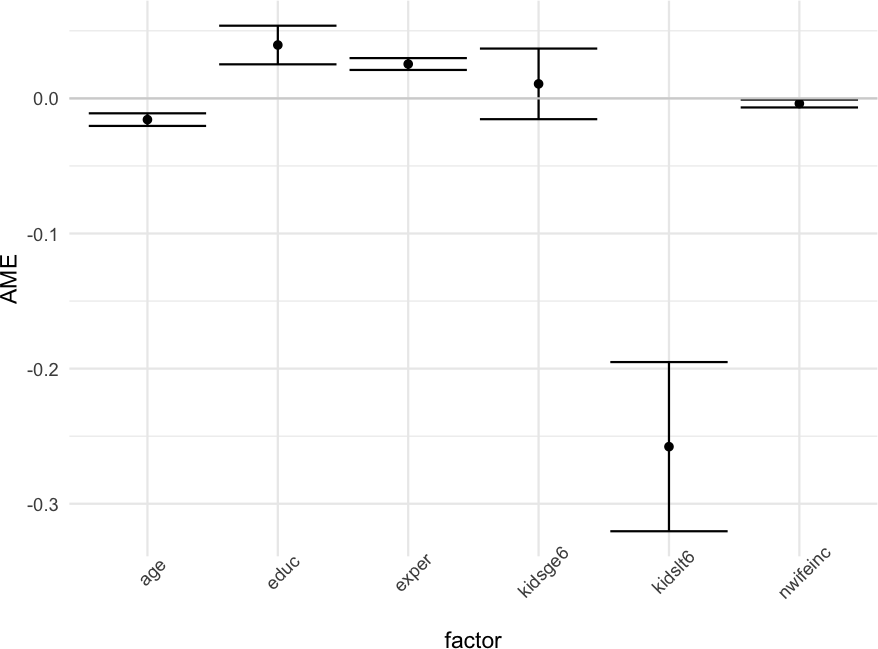 0.0
-0.1
-0.2
-0.3
AME
age
educ
exper
kidsge6
kidslt6
nwifeinc
factor